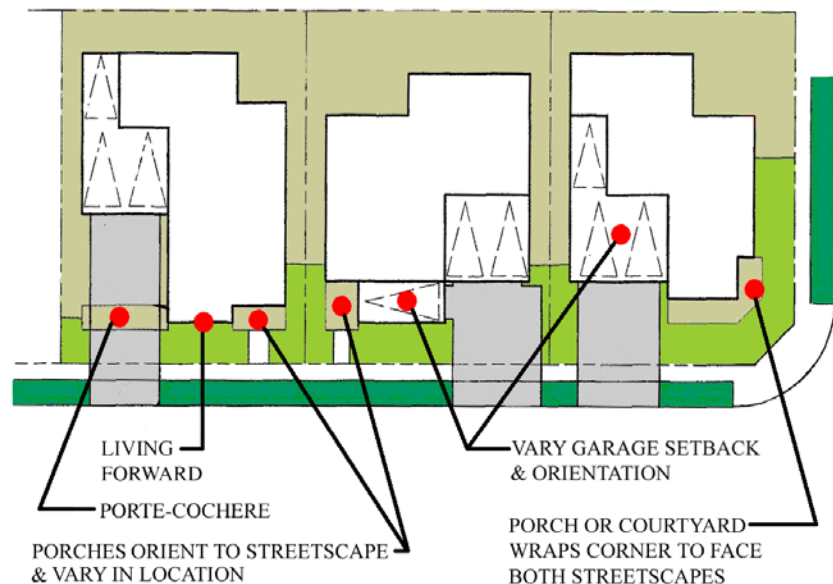 LIVING
FORWARD
PORTE-COCHERE
PORCHES ORIENT TO STREETSCAPE
& VARY IN LOCATION
VARY GARAGE SETBACK
& ORIENTATION
PORCH OR COURTYARD
WRAPS CORNER TO FACE
BOTH STREETSCAPES